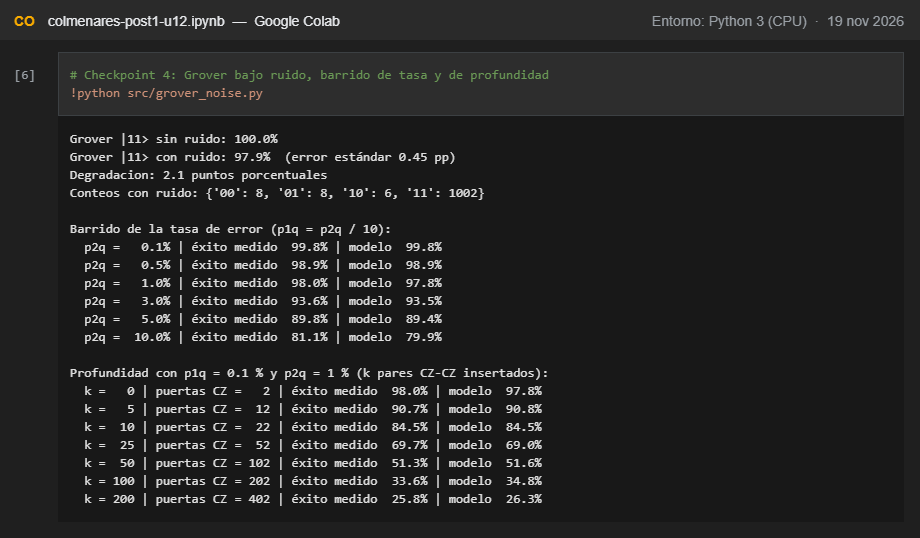 CO colmenares-post1-u12.ipynb — Google Colab Entorno: Python 3 (CPU) · 19 nov 2026
[6] # Checkpoint 4: Grover bajo ruido, barrido de tasa y de profundidad
!python src/grover_noise.py
Grover |11> sin ruido: 100.0%
Grover |11> con ruido: 97.9%  (error estándar 0.45 pp)
Degradacion: 2.1 puntos porcentuales
Conteos con ruido: {'00': 8, '01': 8, '10': 6, '11': 1002}
Barrido de la tasa de error (p1q = p2q / 10):
  p2q =   0.1% | éxito medido  99.8% | modelo  99.8%
  p2q =   0.5% | éxito medido  98.9% | modelo  98.9%
  p2q =   1.0% | éxito medido  98.0% | modelo  97.8%
  p2q =   3.0% | éxito medido  93.6% | modelo  93.5%
  p2q =   5.0% | éxito medido  89.8% | modelo  89.4%
  p2q =  10.0% | éxito medido  81.1% | modelo  79.9%
Profundidad con p1q = 0.1 % y p2q = 1 % (k pares CZ-CZ insertados):
  k =   0 | puertas CZ =   2 | éxito medido  98.0% | modelo  97.8%
  k =   5 | puertas CZ =  12 | éxito medido  90.7% | modelo  90.8%
  k =  10 | puertas CZ =  22 | éxito medido  84.5% | modelo  84.5%
  k =  25 | puertas CZ =  52 | éxito medido  69.7% | modelo  69.0%
  k =  50 | puertas CZ = 102 | éxito medido  51.3% | modelo  51.6%
  k = 100 | puertas CZ = 202 | éxito medido  33.6% | modelo  34.8%
  k = 200 | puertas CZ = 402 | éxito medido  25.8% | modelo  26.3%